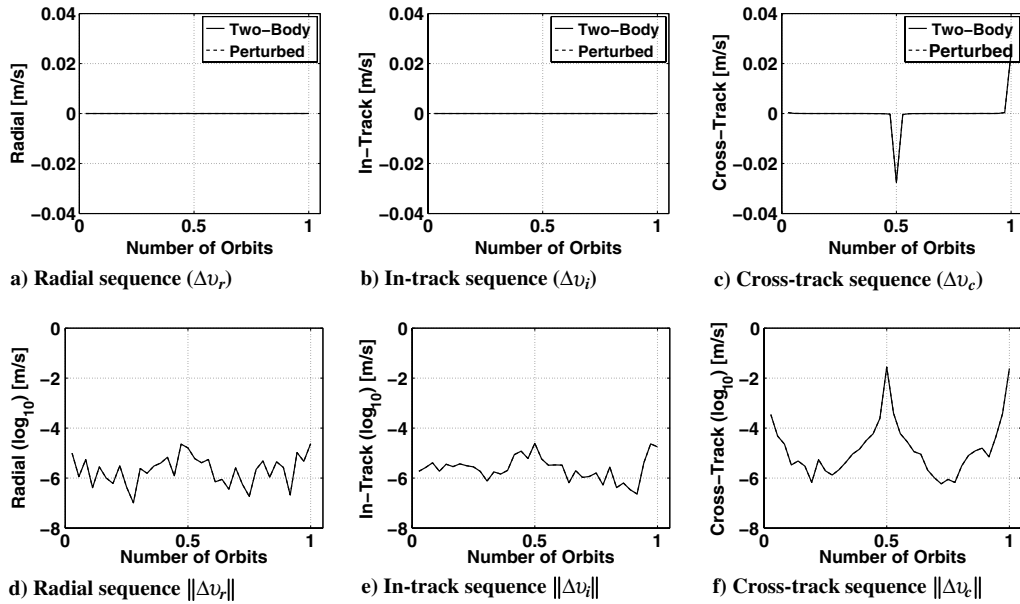 Radial [m/s]
0.04
0.02
0
−0.02
−0.04
Two−Body
Perturbed
0
0.5
1
Number of Orbits
a) Radial sequence (Δυr)
In−Track [m/s]
0.04
0.02
0
−0.02
−0.04
Two−Body
Perturbed
0
0.5
1
Number of Orbits
b) In-track sequence (Δυi)
Cross−Track [m/s]
0.04
0.02
0
−0.02
−0.04
Two−Body
Perturbed
0
0.5
1
Number of Orbits
c) Cross-track sequence (Δυc)
Radial (log10) [m/s]
0
−2
−4
−6
−8
0
0.5
1
Number of Orbits
d) Radial sequence ‖Δυr‖
In−Track (log10) [m/s]
0
−2
−4
−6
−8
0
0.5
1
Number of Orbits
e) In-track sequence ‖Δυi‖
Cross−Track (log10) [m/s]
0
−2
−4
−6
−8
0
0.5
1
Number of Orbits
f) Cross-track sequence ‖Δυc‖